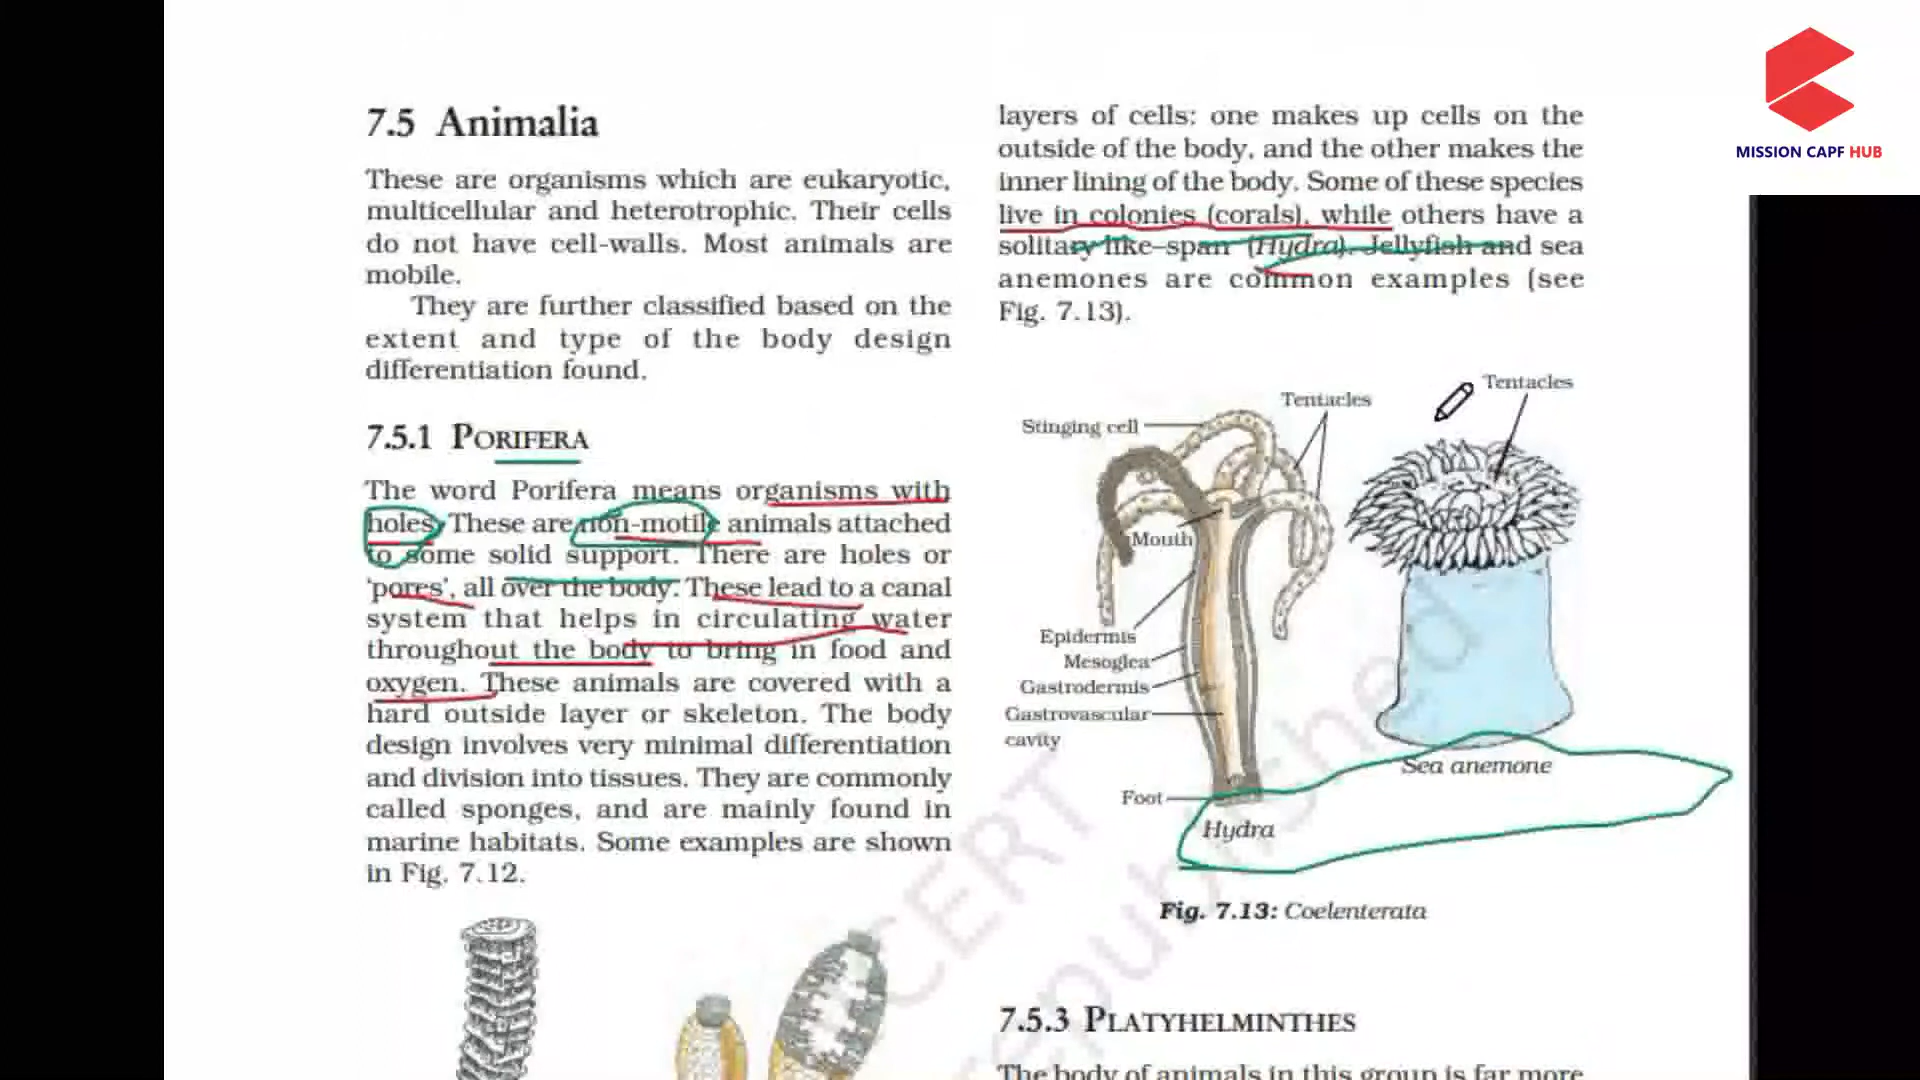 MISSION CAPF HUB
7.5 Animalia
These are organisms which are eukaryotic,
multicellular and heterotrophic. Their cells
do not have cell-walls. Most animals are
mobile.
They are further classified based on the
extent and type of the body design
differentiation found.
7.5.1 PORIFERA
The word Porifera means organisms with
holes. These are non-motile animals attached
to some solid support. There are holes or
‘pores’, all over the body. These lead to a canal
system that helps in circulating water
throughout the body to bring in food and
oxygen. These animals are covered with a
hard outside layer or skeleton. The body
design involves very minimal differentiation
and division into tissues. They are commonly
called sponges, and are mainly found in
marine habitats. Some examples are shown
in Fig. 7.12.
layers of cells: one makes up cells on the
outside of the body, and the other makes the
inner lining of the body. Some of these species
live in colonies (corals), while others have a
solitary like–span (Hydra). Jellyfish and sea
anemones are common examples (see
Fig. 7.13).
Tentacles
Tentacles
Stinging cell
Mouth
Epidermis
Mesoglea
Gastrodermis
Gastrovascular
cavity
Sea anemone
Foot
Hydra
Fig. 7.13: Coelenterata
7.5.3 PLATYHELMINTHES
The body of animals in this group is far more